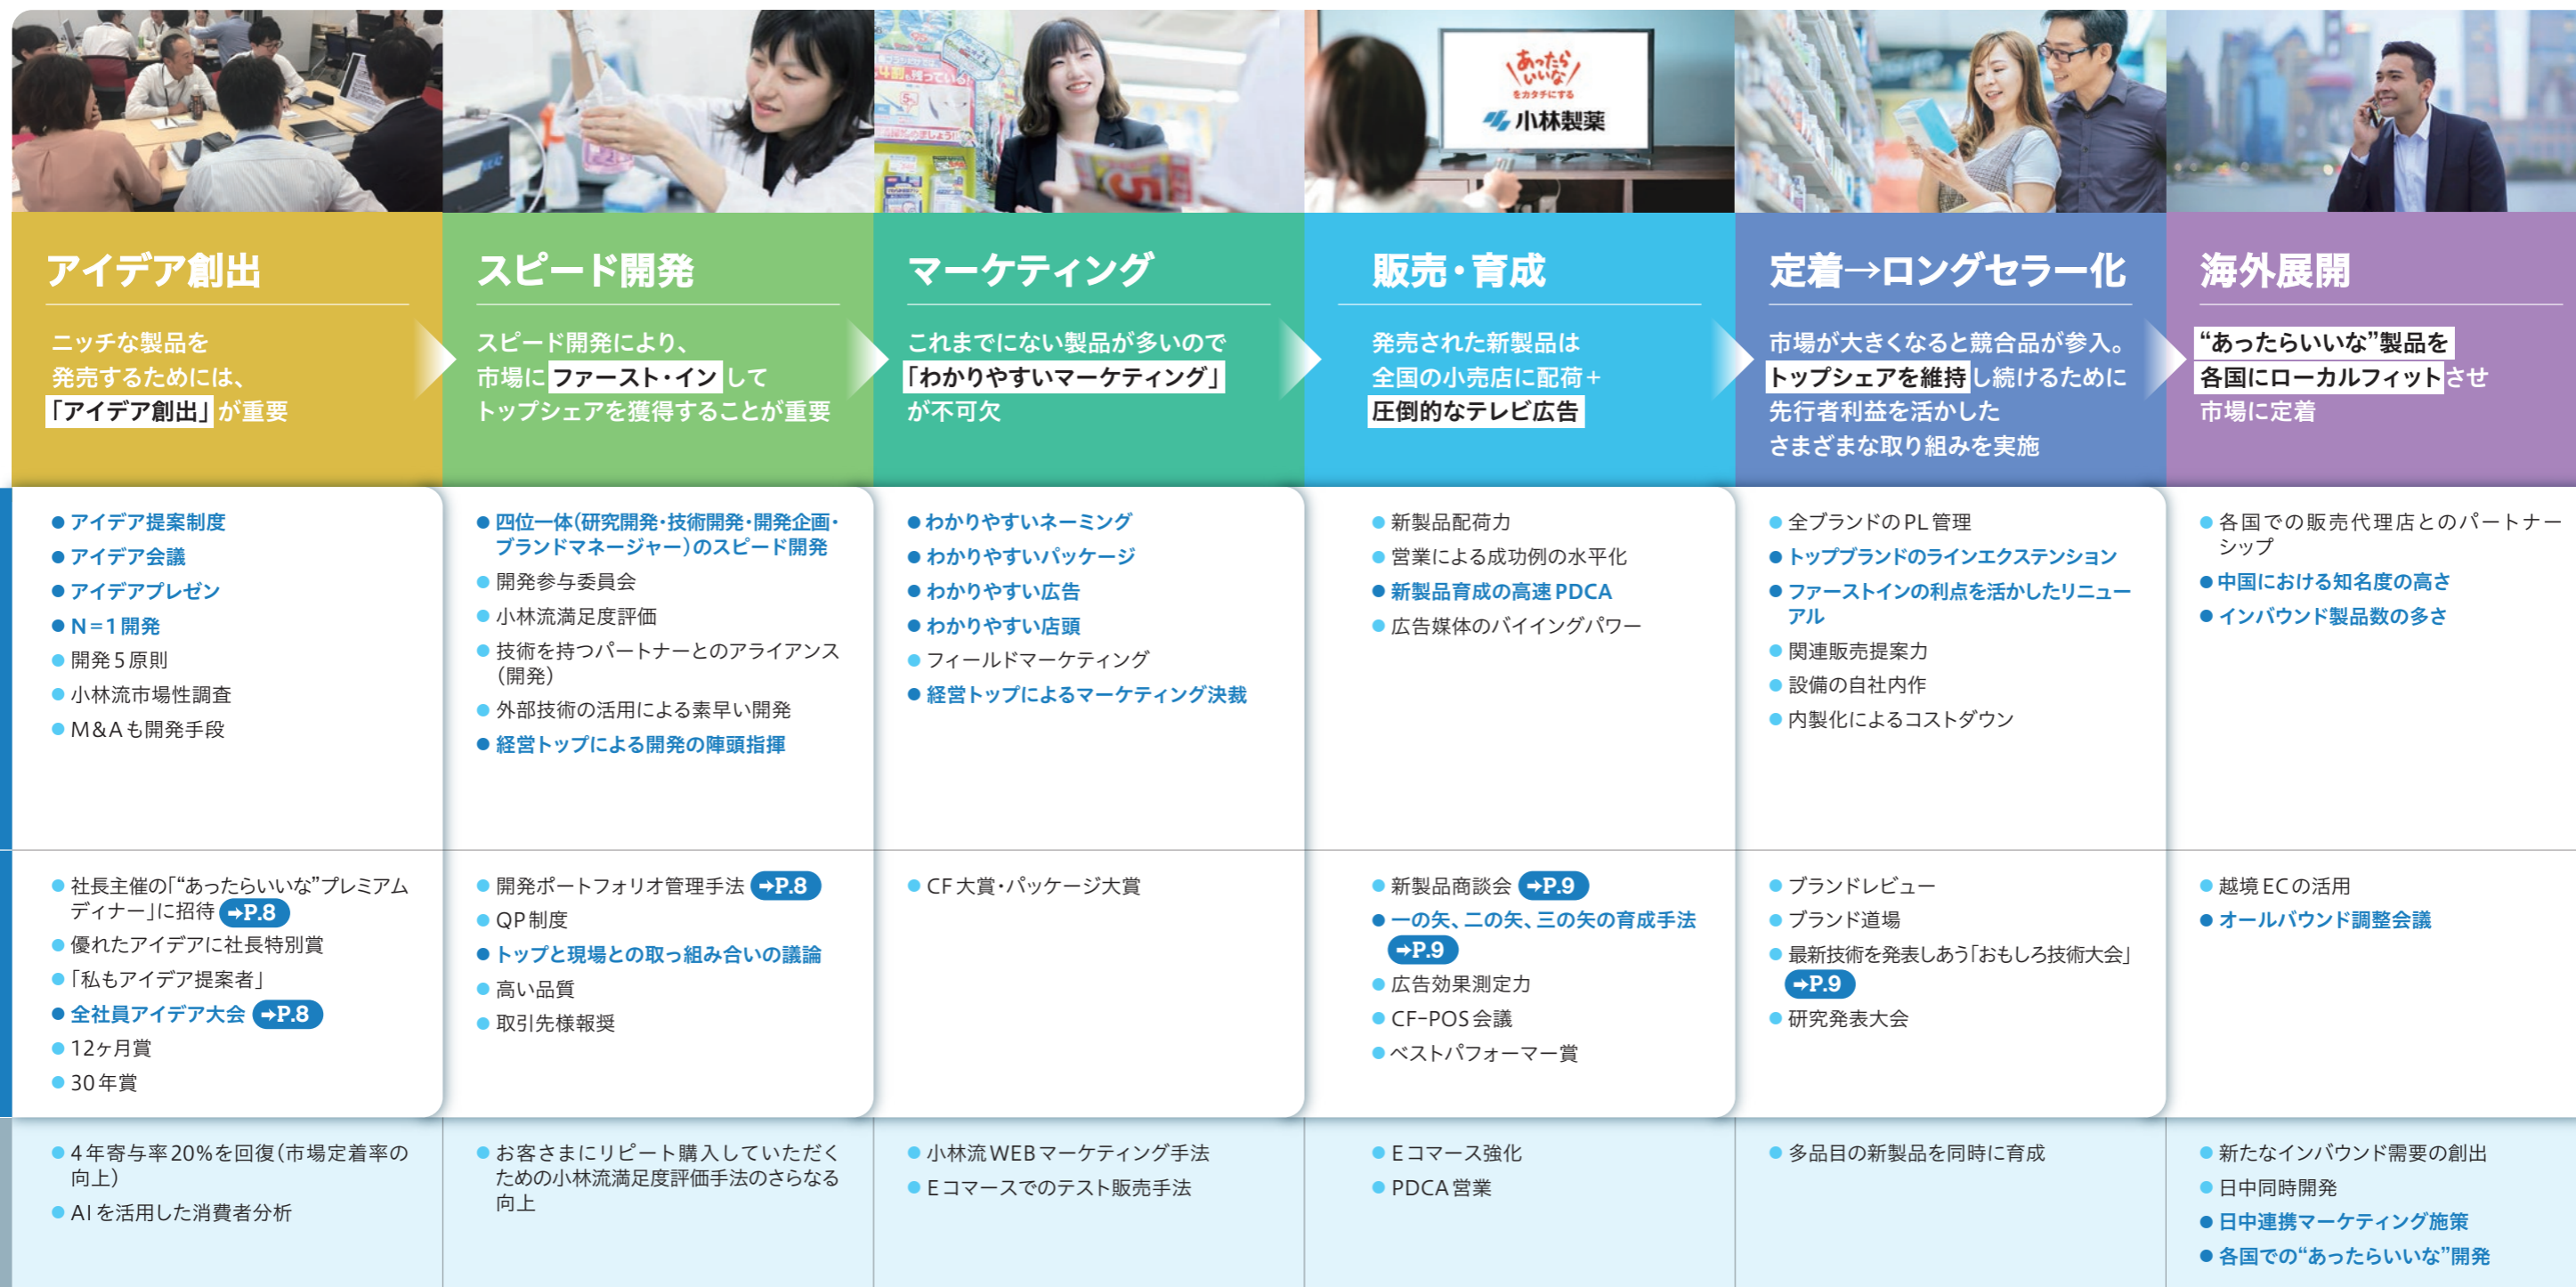 あったら
いいな
をカタチにする
小林製薬
アイデア創出
ニッチな製品を
発売するためには、
「アイデア創出」が重要
スピード開発
スピード開発により、
市場にファースト・インして
トップシェアを獲得することが重要
マーケティング
これまでにない製品が多いので
「わかりやすいマーケティング」
が不可欠
販売・育成
発売された新製品は
全国の小売店に配荷＋
圧倒的なテレビ広告
定着→ロングセラー化
市場が大きくなると競合品が参入。
トップシェアを維持し続けるために
先行者利益を活かした
さまざまな取り組みを実施
海外展開
“あったらいいな”製品を
各国にローカルフィットさせ
市場に定着
● アイデア提案制度
● アイデア会議
● アイデアプレゼン
● N=1開発
● 開発5原則
● 小林流市場性調査
● M&Aも開発手段
● 四位一体（研究開発・技術開発・開発企画・
ブランドマネージャー）のスピード開発
● 開発参与委員会
● 小林流満足度評価
● 技術を持つパートナーとのアライアンス
（開発）
● 外部技術の活用による素早い開発
● 経営トップによる開発の陣頭指揮
● わかりやすいネーミング
● わかりやすいパッケージ
● わかりやすい広告
● わかりやすい店頭
● フィールドマーケティング
● 経営トップによるマーケティング決裁
● 新製品配荷力
● 営業による成功例の水平化
● 新製品育成の高速PDCA
● 広告媒体のバイイングパワー
● 全ブランドのPL管理
● トップブランドのラインエクステンション
● ファーストインの利点を活かしたリニュー
アル
● 関連販売提案力
● 設備の自社内作
● 内製化によるコストダウン
● 各国での販売代理店とのパートナー
シップ
● 中国における知名度の高さ
● インバウンド製品数の多さ
● 社長主催の「“あったらいいな”プレミアム
ディナー」に招待 ➡P.8
● 優れたアイデアに社長特別賞
● 「私もアイデア提案者」
● 全社員アイデア大会 ➡P.8
● 12ヶ月賞
● 30年賞
● 開発ポートフォリオ管理手法 ➡P.8
● QP制度
● トップと現場との取っ組み合いの議論
● 高い品質
● 取引先様報奨
● CF大賞・パッケージ大賞
● 新製品商談会 ➡P.9
● 一の矢、二の矢、三の矢の育成手法
➡P.9
● 広告効果測定力
● CF-POS会議
● ベストパフォーマー賞
● ブランドレビュー
● ブランド道場
● 最新技術を発表しあう「おもしろ技術大会」
➡P.9
● 研究発表大会
● 越境ECの活用
● オールバウンド調整会議
● 4年寄与率20%を回復（市場定着率の
向上）
● AIを活用した消費者分析
● お客さまにリピート購入していただく
ための小林流満足度評価手法のさらなる
向上
● 小林流WEBマーケティング手法
● Eコマースでのテスト販売手法
● Eコマース強化
● PDCA営業
● 多品目の新製品を同時に育成
● 新たなインバウンド需要の創出
● 日中同時開発
● 日中連携マーケティング施策
● 各国での“あったらいいな”開発